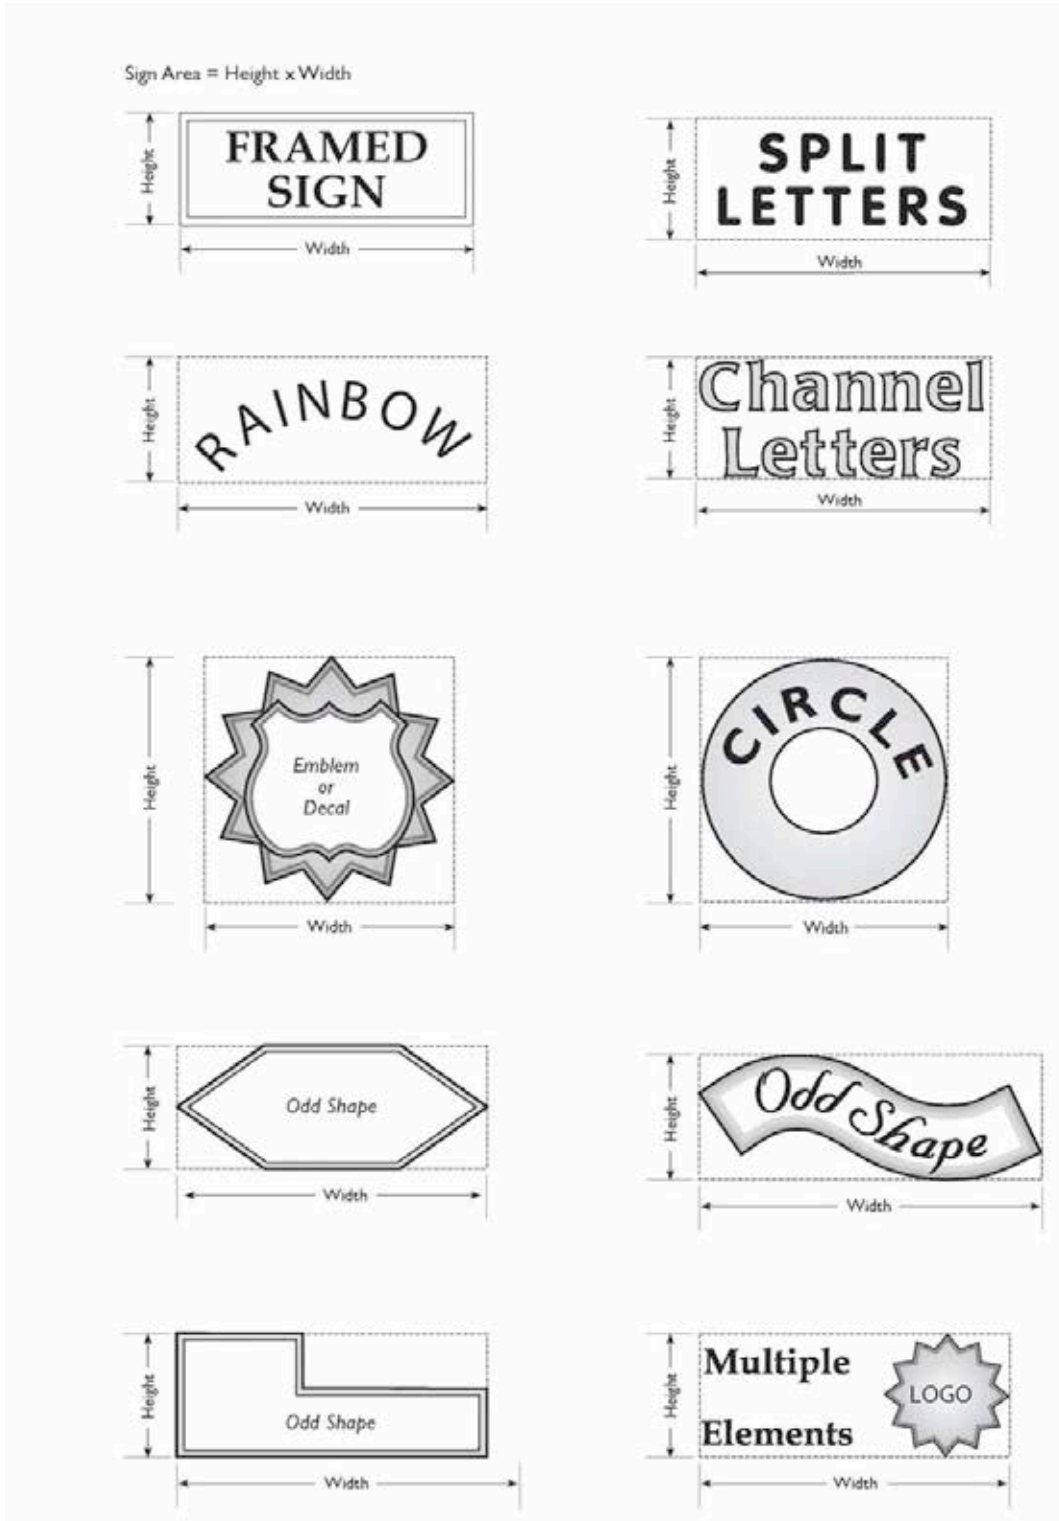 Sign Area = Height x Width
Height
FRAMED
SIGN
Width
Height
SPLIT
LETTERS
Width
Height
RAINBOW
Width
Height
Channel
Letters
Width
Height
Emblem
or
Decal
Width
Height
CIRCLE
Width
Height
Odd Shape
Width
Height
Odd Shape
Width
Height
Odd Shape
Width
Height
Multiple
Elements
LOGO
Width